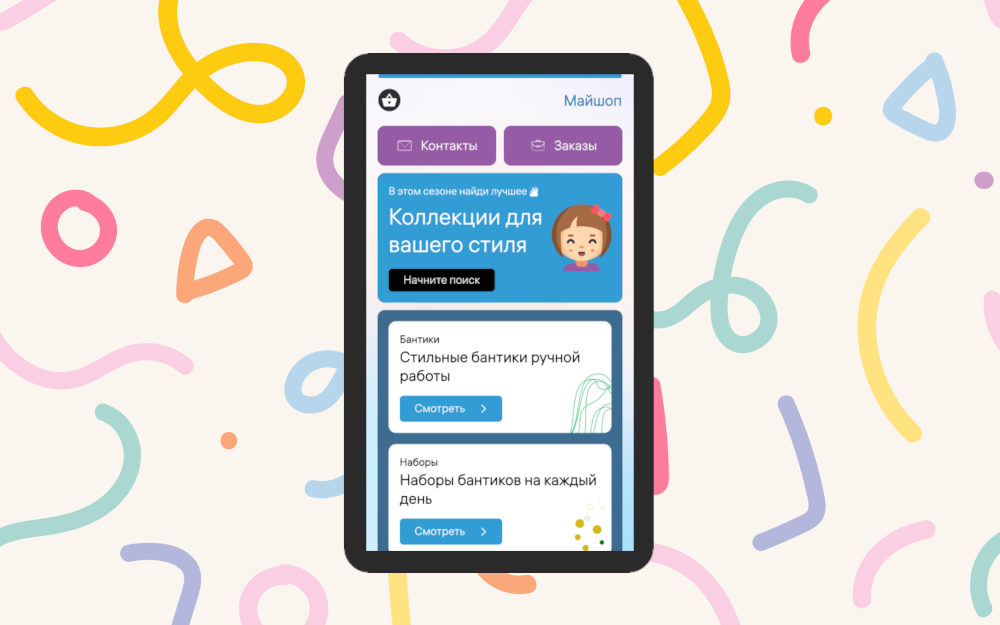 Майшоп
Контакты
Заказы
В этом сезоне найди лучшее
Коллекции для
вашего стиля
Начните поиск
Бантики
Стильные бантики ручной
работы
Смотреть
Наборы
Наборы бантиков на каждый
день
Смотреть